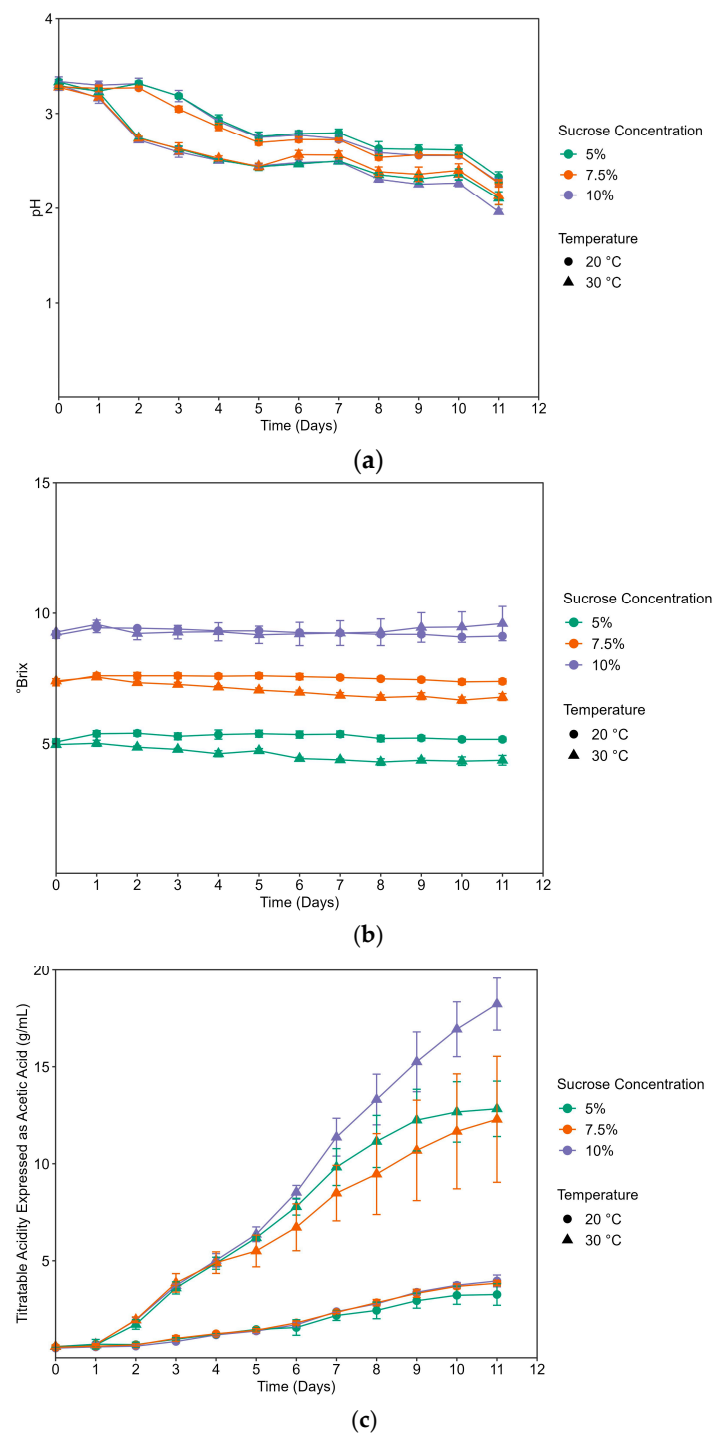 4
3
2
1
pH
0 1 2 3 4 5 6 7 8 9 10 11 12
Time (Days)
Sucrose Concentration
5%
7.5%
10%
Temperature
20 °C
30 °C
(a)
15
10
5
°Brix
0 1 2 3 4 5 6 7 8 9 10 11 12
Time (Days)
Sucrose Concentration
5%
7.5%
10%
Temperature
20 °C
30 °C
(b)
20
15
10
5
Titratable Acidity Expressed as Acetic Acid (g/mL)
0 1 2 3 4 5 6 7 8 9 10 11 12
Time (Days)
Sucrose Concentration
5%
7.5%
10%
Temperature
20 °C
30 °C
(c)